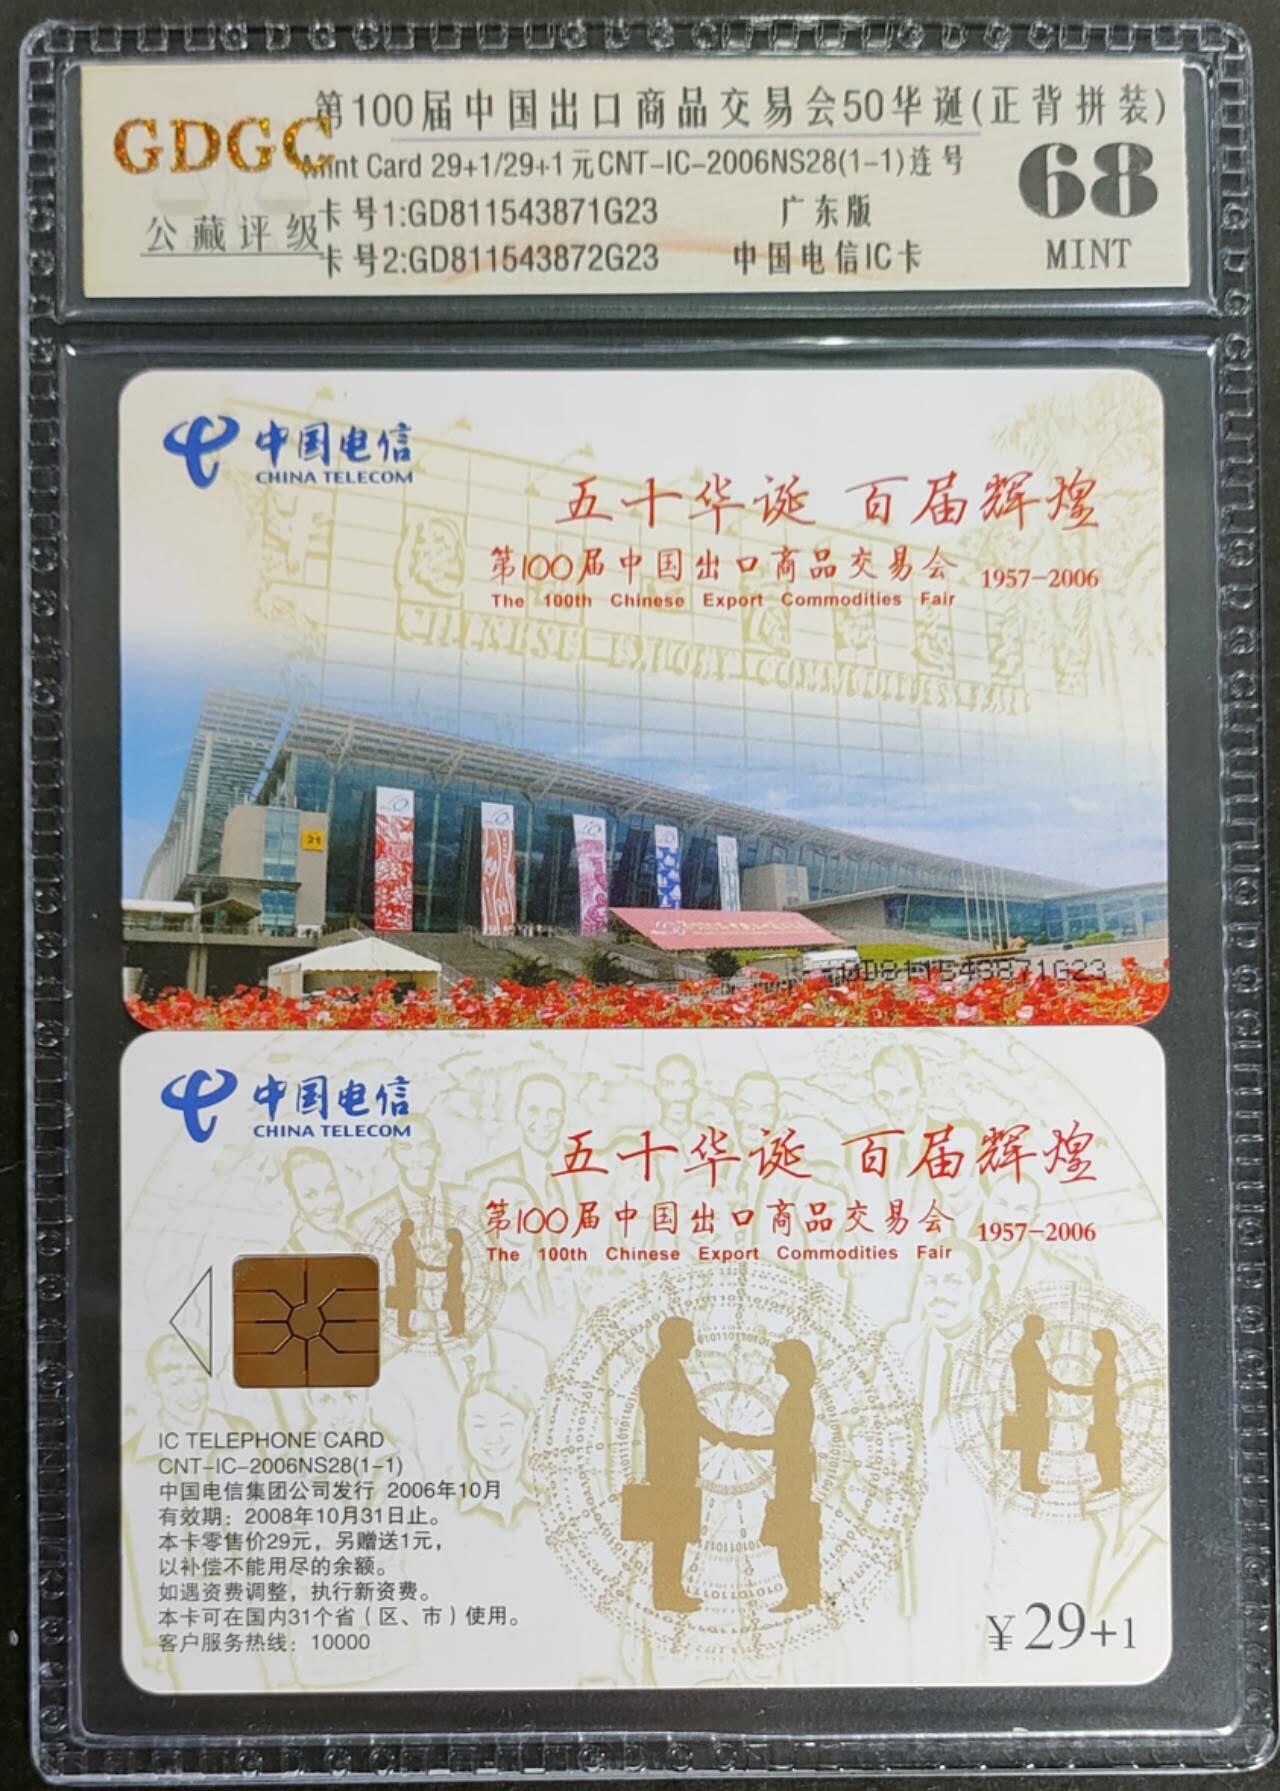 GDGC
公藏评级
第100届中国出口商品交易会50华诞(正背拼装)
Mint Card 29+1/29+1元CNT-IC-2006NS28(1-1)连号
卡号1:GD811543871G23 广东版
卡号2:GD811543872G23 中国电信IC卡
68
MINT
中国电信
CHINA TELECOM
五十华诞 百届辉煌
第100届中国出口商品交易会 1957-2006
The 100th Chinese Export Commodities Fair
21
GD811543871G23
中国电信
CHINA TELECOM
五十华诞 百届辉煌
第100届中国出口商品交易会 1957-2006
The 100th Chinese Export Commodities Fair
IC TELEPHONE CARD
CNT-IC-2006NS28(1-1)
中国电信集团公司发行 2006年10月
有效期：2008年10月31日止。
本卡零售价29元，另赠送1元，
以补偿不能用尽的余额。
如遇资费调整，执行新资费。
本卡可在国内31个省（区、市）使用。
客户服务热线：10000
¥29+1